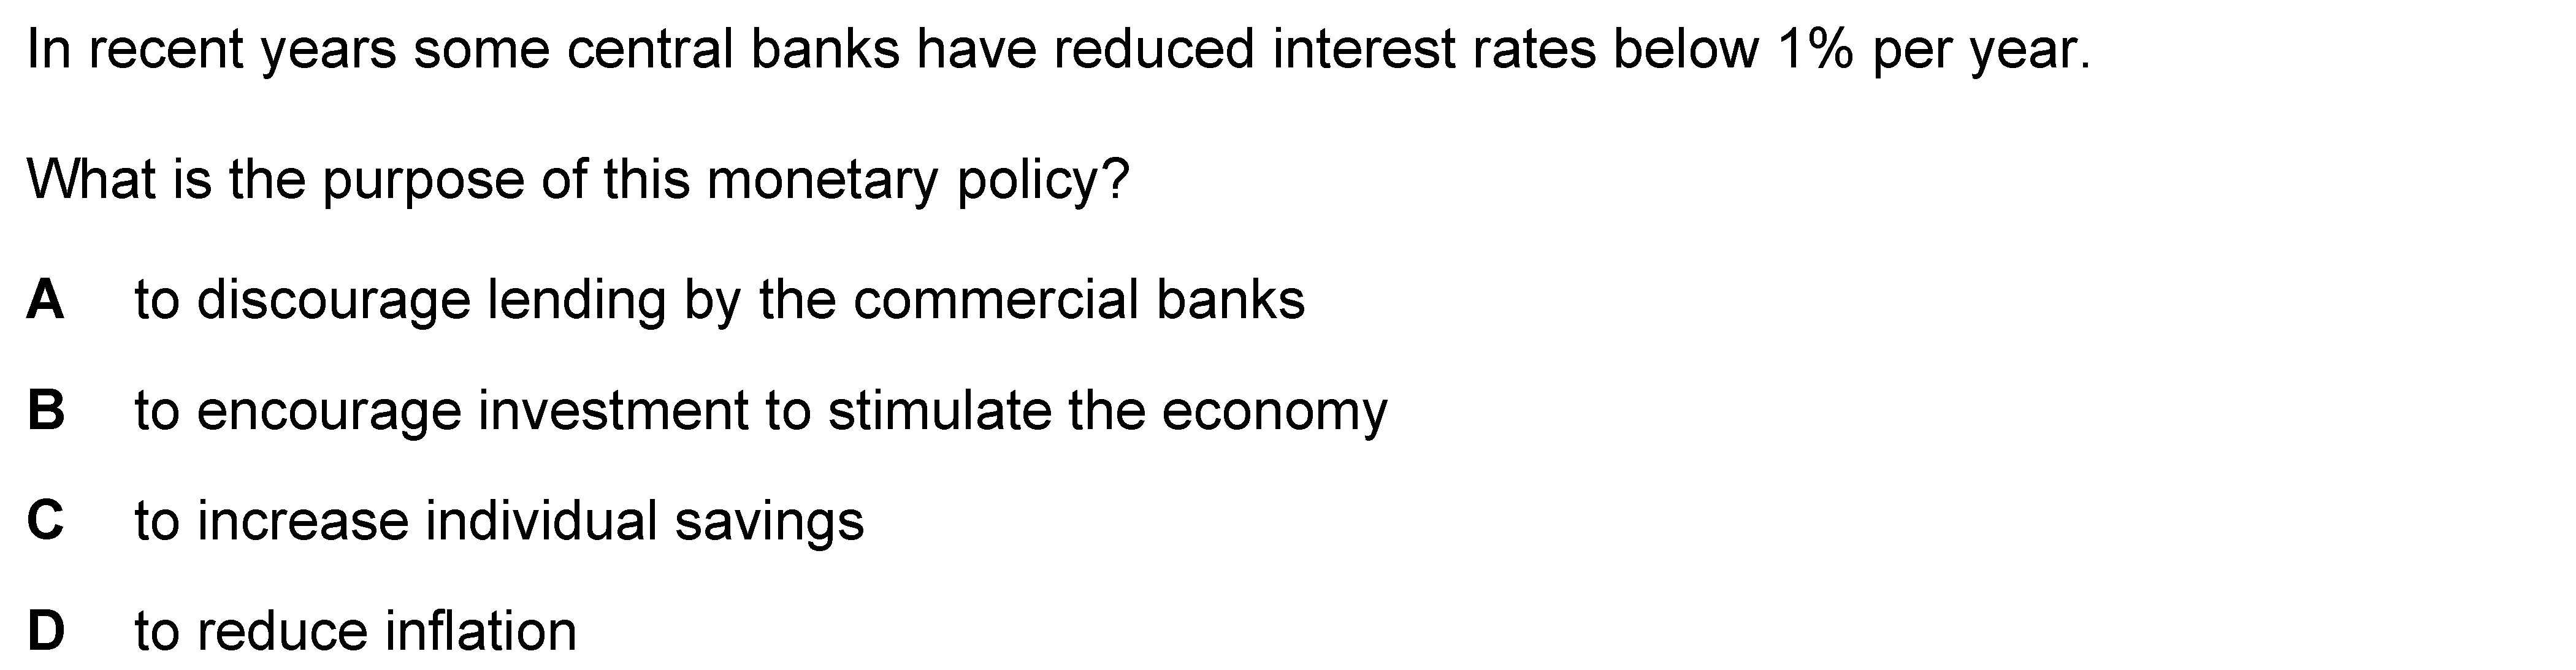 In recent years some central banks have reduced interest rates below 1% per year.
What is the purpose of this monetary policy?
A to discourage lending by the commercial banks
B to encourage investment to stimulate the economy
C to increase individual savings
D to reduce inflation